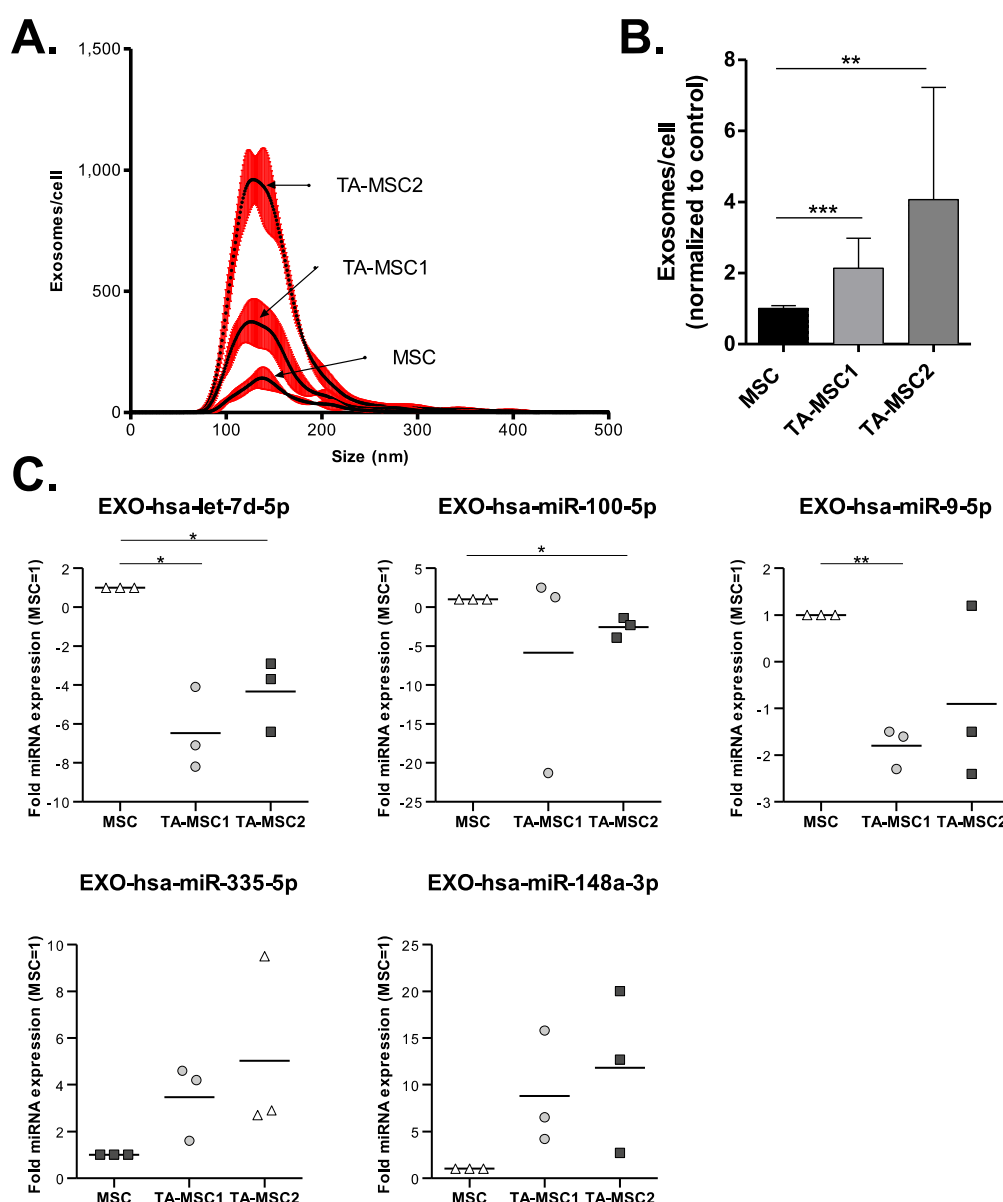 A.
1,500
1,000
500
0
Exosomes/cell
0 100 200 300 400 500
Size (nm)
TA-MSC2
TA-MSC1
MSC
B.
Exosomes/cell
(normalized to control)
8
6
4
2
0
**
***
MSC
TA-MSC1
TA-MSC2
C.
EXO-hsa-let-7d-5p
Fold miRNA expression (MSC=1)
*
*
2
0
-2
-4
-6
-8
-10
MSC TA-MSC1 TA-MSC2
EXO-hsa-miR-100-5p
Fold miRNA expression (MSC=1)
*
5
0
-5
-10
-15
-20
-25
MSC TA-MSC1 TA-MSC2
EXO-hsa-miR-9-5p
Fold miRNA expression (MSC=1)
**
2
1
0
-1
-2
-3
MSC TA-MSC1 TA-MSC2
EXO-hsa-miR-335-5p
Fold miRNA expression (MSC=1)
10
8
6
4
2
0
MSC TA-MSC1 TA-MSC2
EXO-hsa-miR-148a-3p
Fold miRNA expression (MSC=1)
25
20
15
10
5
0
MSC TA-MSC1 TA-MSC2